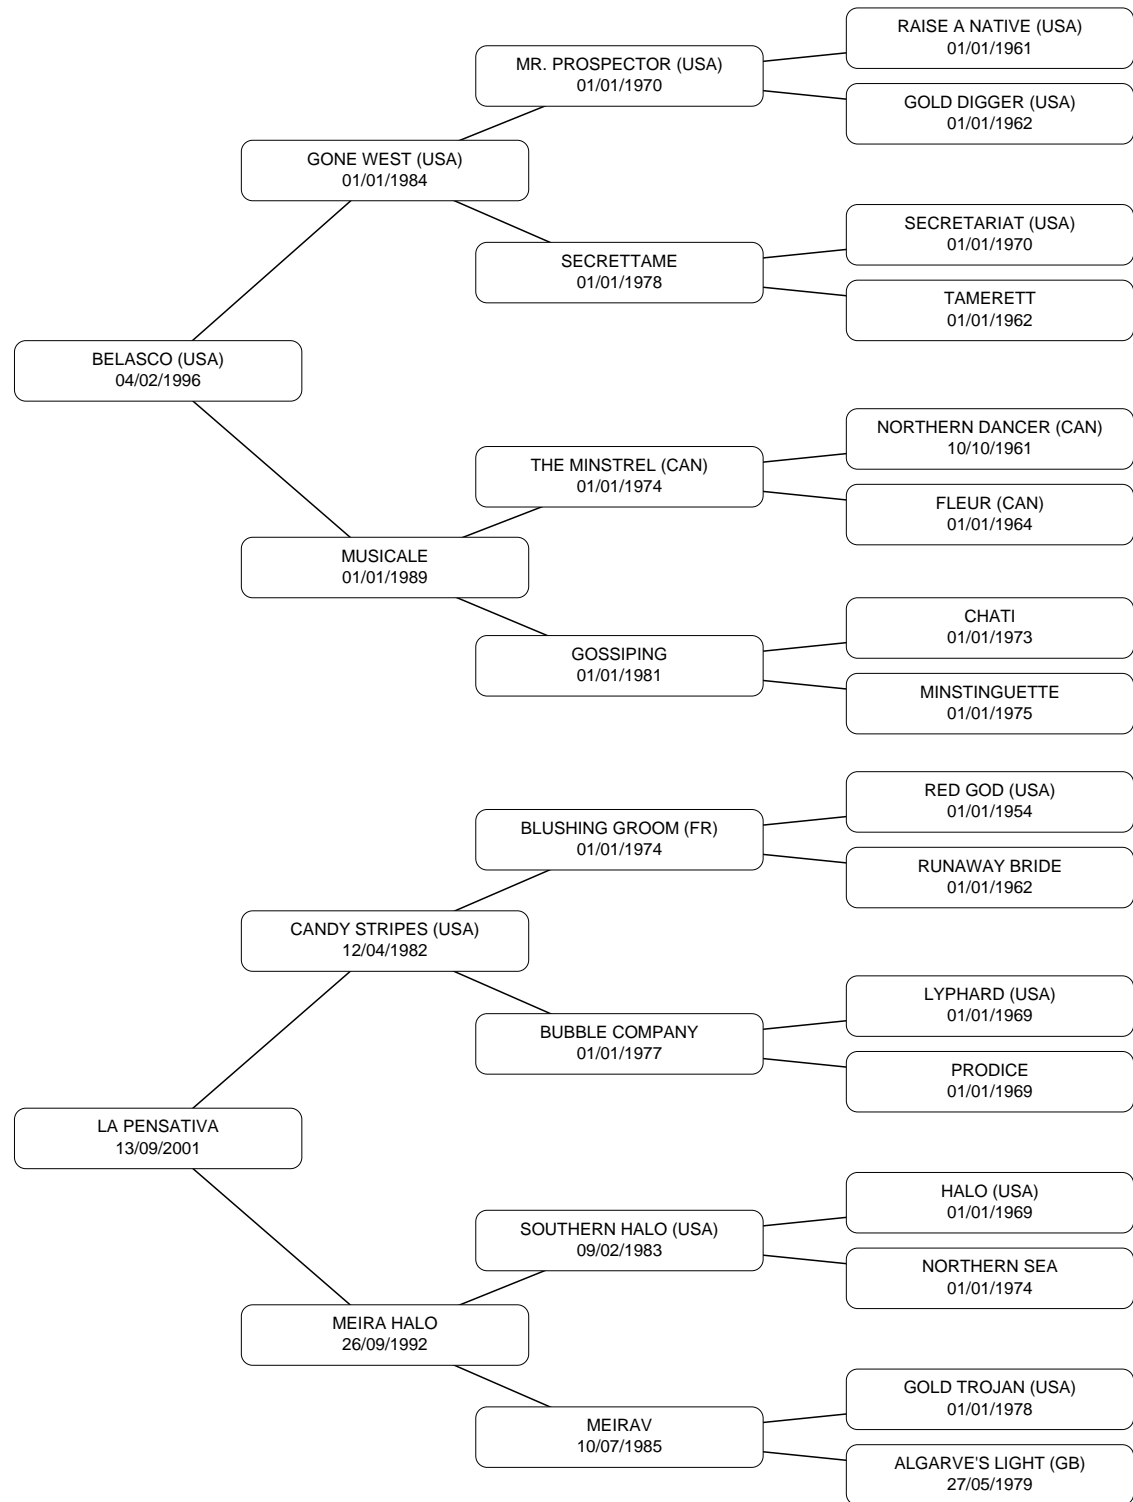 RAISE A NATIVE (USA)
01/01/1961
MR. PROSPECTOR (USA)
01/01/1970
GOLD DIGGER (USA)
01/01/1962
GONE WEST (USA)
01/01/1984
SECRETARIAT (USA)
01/01/1970
SECRETTAME
01/01/1978
TAMERETT
01/01/1962
BELASCO (USA)
04/02/1996
NORTHERN DANCER (CAN)
10/10/1961
THE MINSTREL (CAN)
01/01/1974
FLEUR (CAN)
01/01/1964
MUSICALE
01/01/1989
CHATI
01/01/1973
GOSSIPING
01/01/1981
MINSTINGUETTE
01/01/1975
RED GOD (USA)
01/01/1954
BLUSHING GROOM (FR)
01/01/1974
RUNAWAY BRIDE
01/01/1962
CANDY STRIPES (USA)
12/04/1982
LYPHARD (USA)
01/01/1969
BUBBLE COMPANY
01/01/1977
PRODICE
01/01/1969
LA PENSATIVA
13/09/2001
HALO (USA)
01/01/1969
SOUTHERN HALO (USA)
09/02/1983
NORTHERN SEA
01/01/1974
MEIRA HALO
26/09/1992
GOLD TROJAN (USA)
01/01/1978
MEIRAV
10/07/1985
ALGARVE'S LIGHT (GB)
27/05/1979